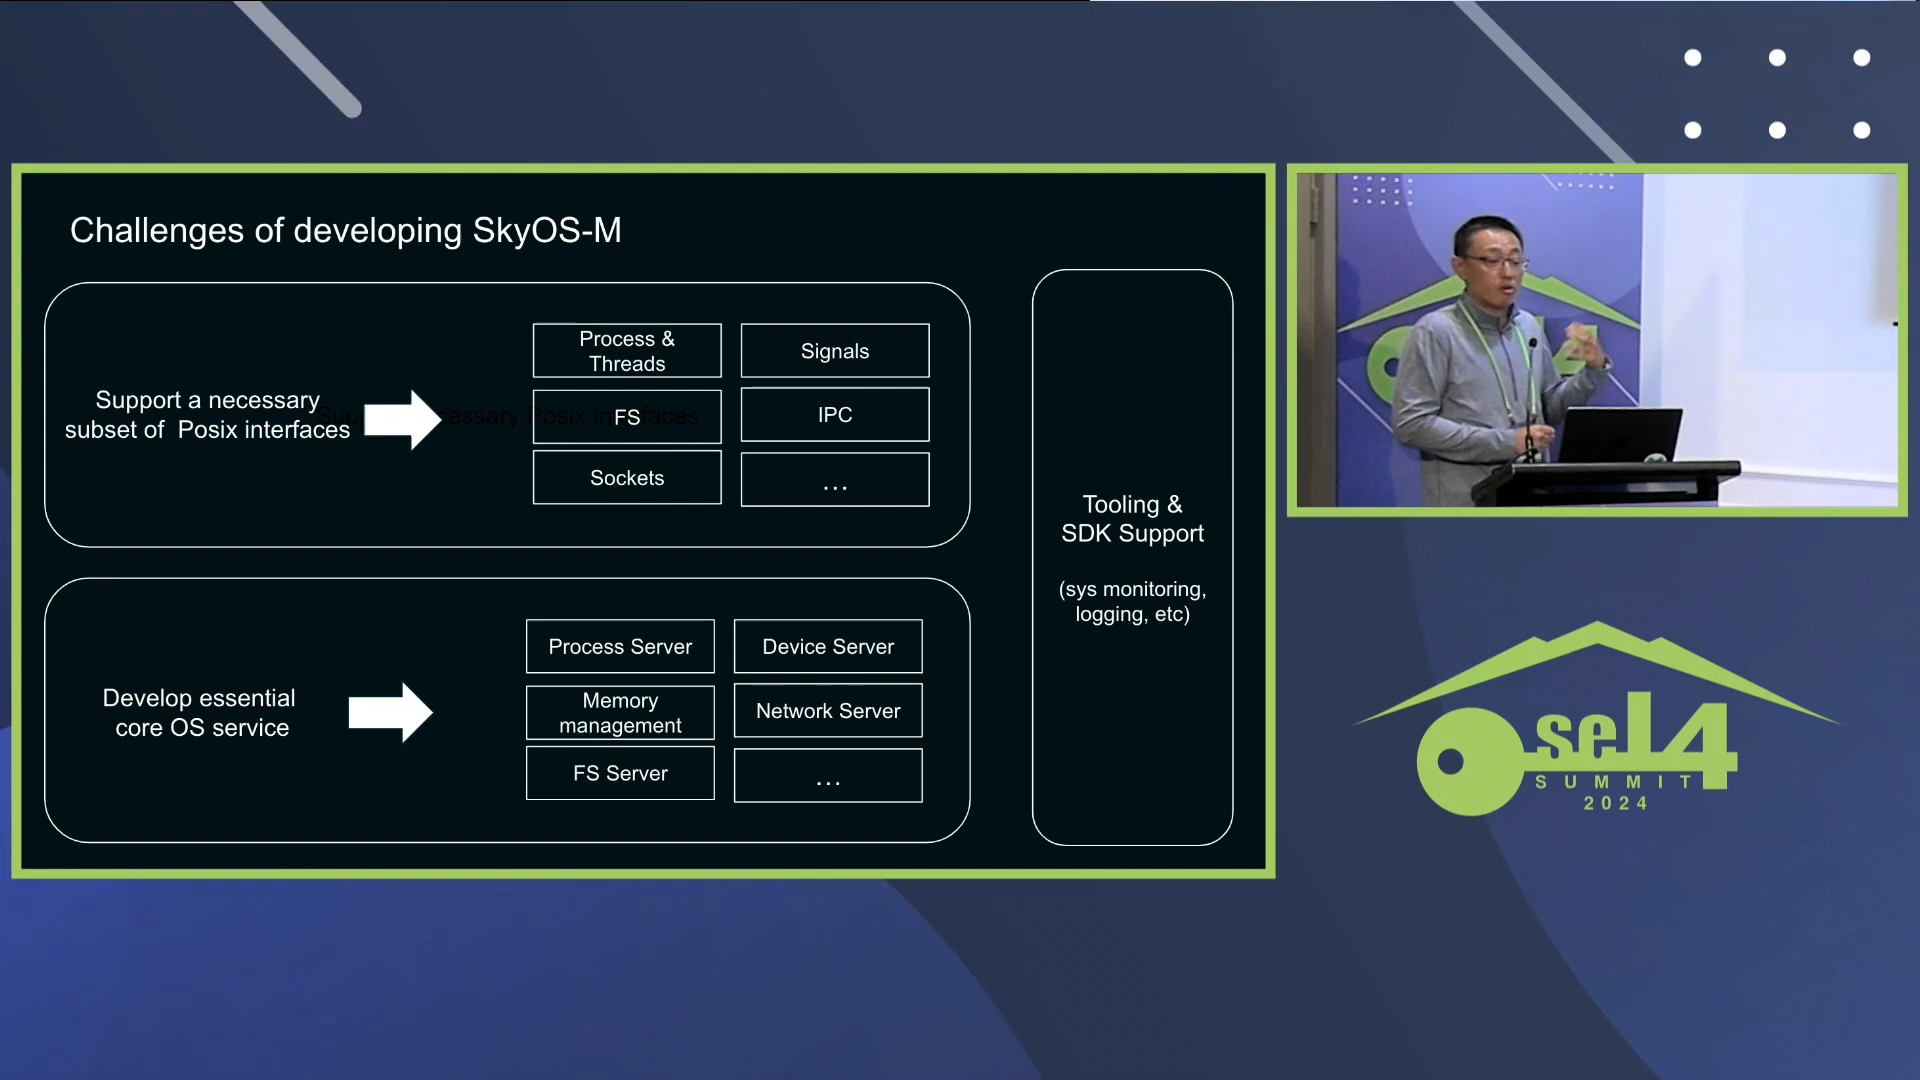 Challenges of developing SkyOS-M
Support a necessary
subset of Posix interfaces
Process &
Threads
Signals
FS
IPC
Sockets
...
Develop essential
core OS service
Process Server
Device Server
Memory
management
Network Server
FS Server
...
Tooling &
SDK Support
(sys monitoring,
logging, etc)
seL4
SUMMIT
2024